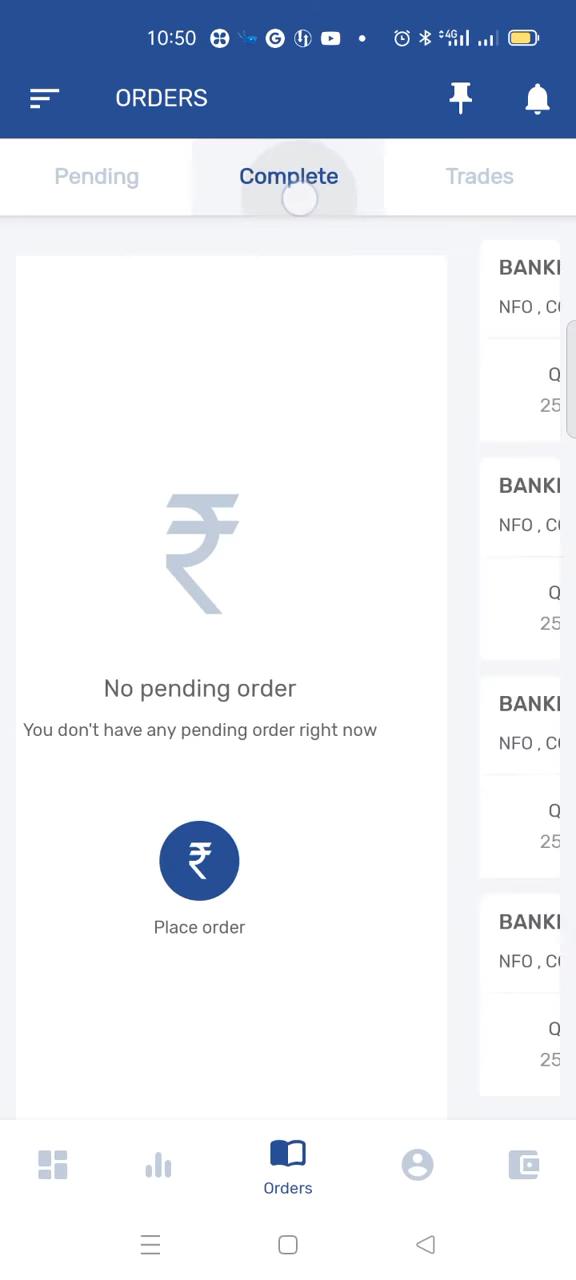 10:50
4G
ORDERS
Pending Complete Trades
BANKI
NFO , C
Q
25
BANKI
NFO , C
Q
25
No pending order
BANKI
You don't have any pending order right now
NFO , C
Q
25
Place order
BANKI
NFO , C
Q
25
Orders